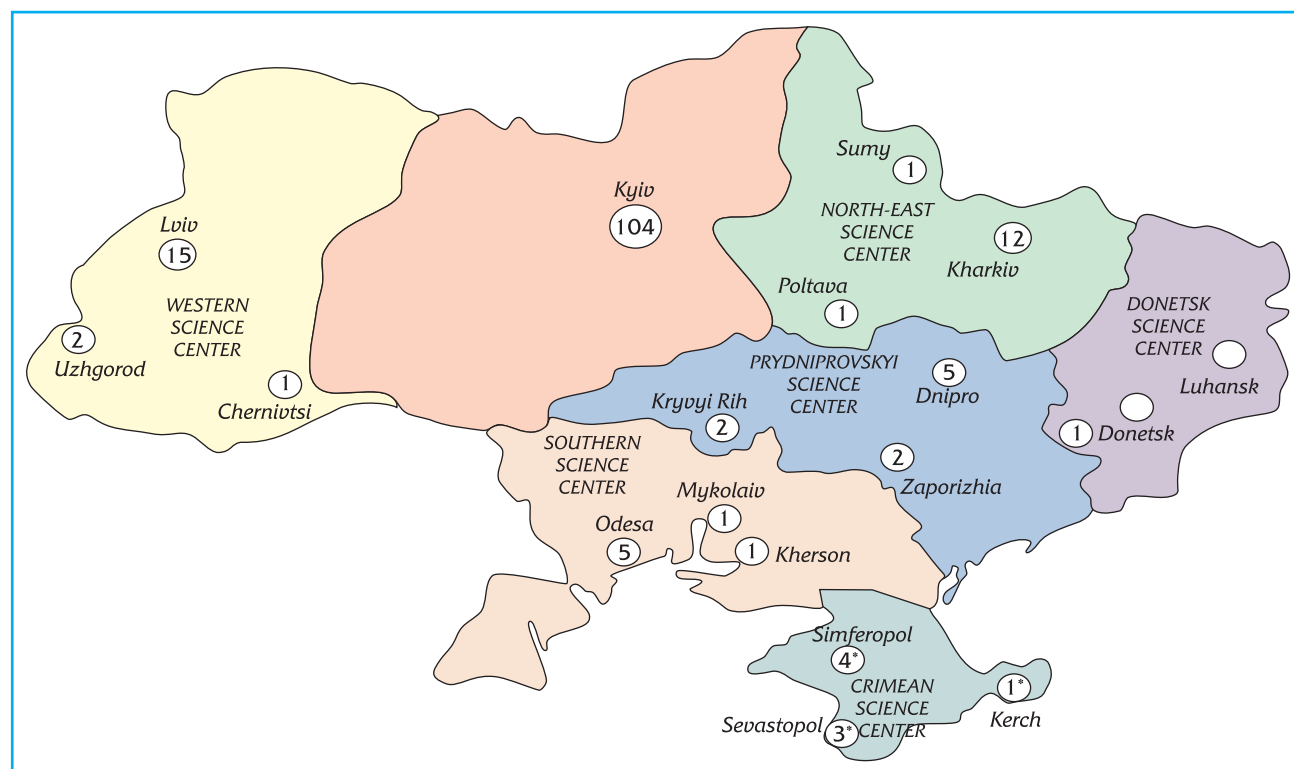 Sumy
1
Kyiv
104
NORTH-EAST
SCIENCE
CENTER
12
Kharkiv
Lviv
15
Poltava
1
WESTERN
SCIENCE
CENTER
2
Uzhgorod
1
Chernivtsi
DONETSK
SCIENCE
CENTER
Luhansk
1
Donetsk
PRYDNIPROVSKYI
SCIENCE
CENTER
5
Dnipro
Kryvyi Rih
2
2
Zaporizhia
SOUTHERN
SCIENCE
CENTER
Mykolaiv
1
Odesa
5
1
Kherson
Simferopol
4*
CRIMEAN
SCIENCE
CENTER
1*
Kerch
Sevastopol
3*